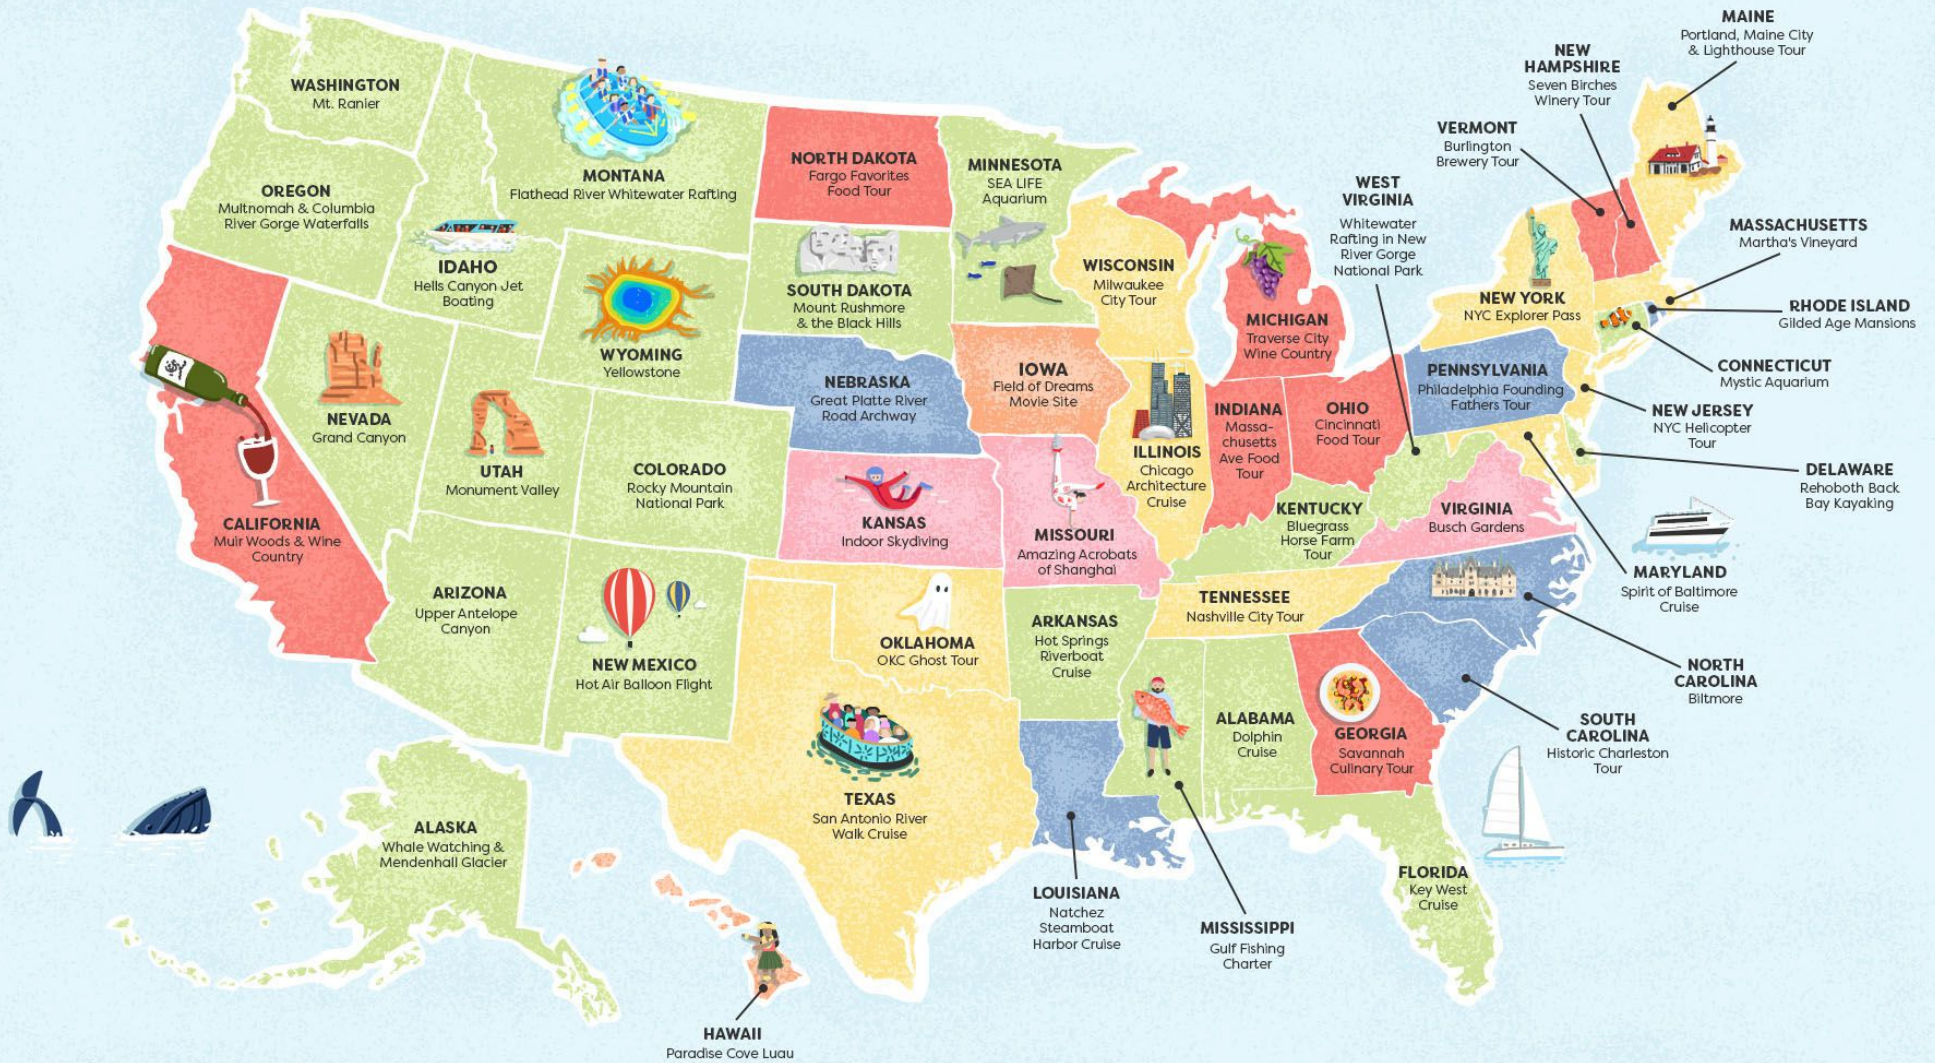 WASHINGTON
Mt. Ranier
OREGON
Multnomah & Columbia
River Gorge Waterfalls
IDAHO
Hells Canyon Jet
Boating
MONTANA
Flathead River Whitewater Rafting
WYOMING
Yellowstone
NORTH DAKOTA
Fargo Favorites
Food Tour
SOUTH DAKOTA
Mount Rushmore
& the Black Hills
MINNESOTA
SEA LIFE
Aquarium
WISCONSIN
Milwaukee
City Tour
MICHIGAN
Traverse City
Wine Country
NEBRASKA
Great Platte River
Road Archway
IOWA
Field of Dreams
Movie Site
CALIFORNIA
Muir Woods & Wine
Country
NEVADA
Grand Canyon
UTAH
Monument Valley
COLORADO
Rocky Mountain
National Park
KANSAS
Indoor Skydiving
MISSOURI
Amazing Acrobats
of Shanghai
ILLINOIS
Chicago
Architecture
Cruise
INDIANA
Massa-
chusetts
Ave Food
Tour
OHIO
Cincinnati
Food Tour
KENTUCKY
Bluegrass
Horse Farm
Tour
WEST
VIRGINIA
Whitewater
Rafting in New
River Gorge
National Park
VIRGINIA
Busch Gardens
PENNSYLVANIA
Philadelphia Founding
Fathers Tour
NEW YORK
NYC Explorer Pass
VERMONT
Burlington
Brewery Tour
NEW
HAMPSHIRE
Seven Birches
Winery Tour
MAINE
Portland, Maine City
& Lighthouse Tour
MASSACHUSETTS
Martha's Vineyard
RHODE ISLAND
Gilded Age Mansions
CONNECTICUT
Mystic Aquarium
NEW JERSEY
NYC Helicopter
Tour
DELAWARE
Rehoboth Back
Bay Kayaking
MARYLAND
Spirit of Baltimore
Cruise
NORTH
CAROLINA
Biltmore
SOUTH
CAROLINA
Historic Charleston
Tour
TENNESSEE
Nashville City Tour
ARIZONA
Upper Antelope
Canyon
NEW MEXICO
Hot Air Balloon Flight
OKLAHOMA
OKC Ghost Tour
TEXAS
San Antonio River
Walk Cruise
ARKANSAS
Hot Springs
Riverboat
Cruise
LOUISIANA
Natchez
Steamboat
Harbor Cruise
MISSISSIPPI
Gulf Fishing
Charter
ALABAMA
Dolphin
Cruise
GEORGIA
Savannah
Culinary Tour
FLORIDA
Key West
Cruise
ALASKA
Whale Watching &
Mendenhall Glacier
HAWAII
Paradise Cove Luau